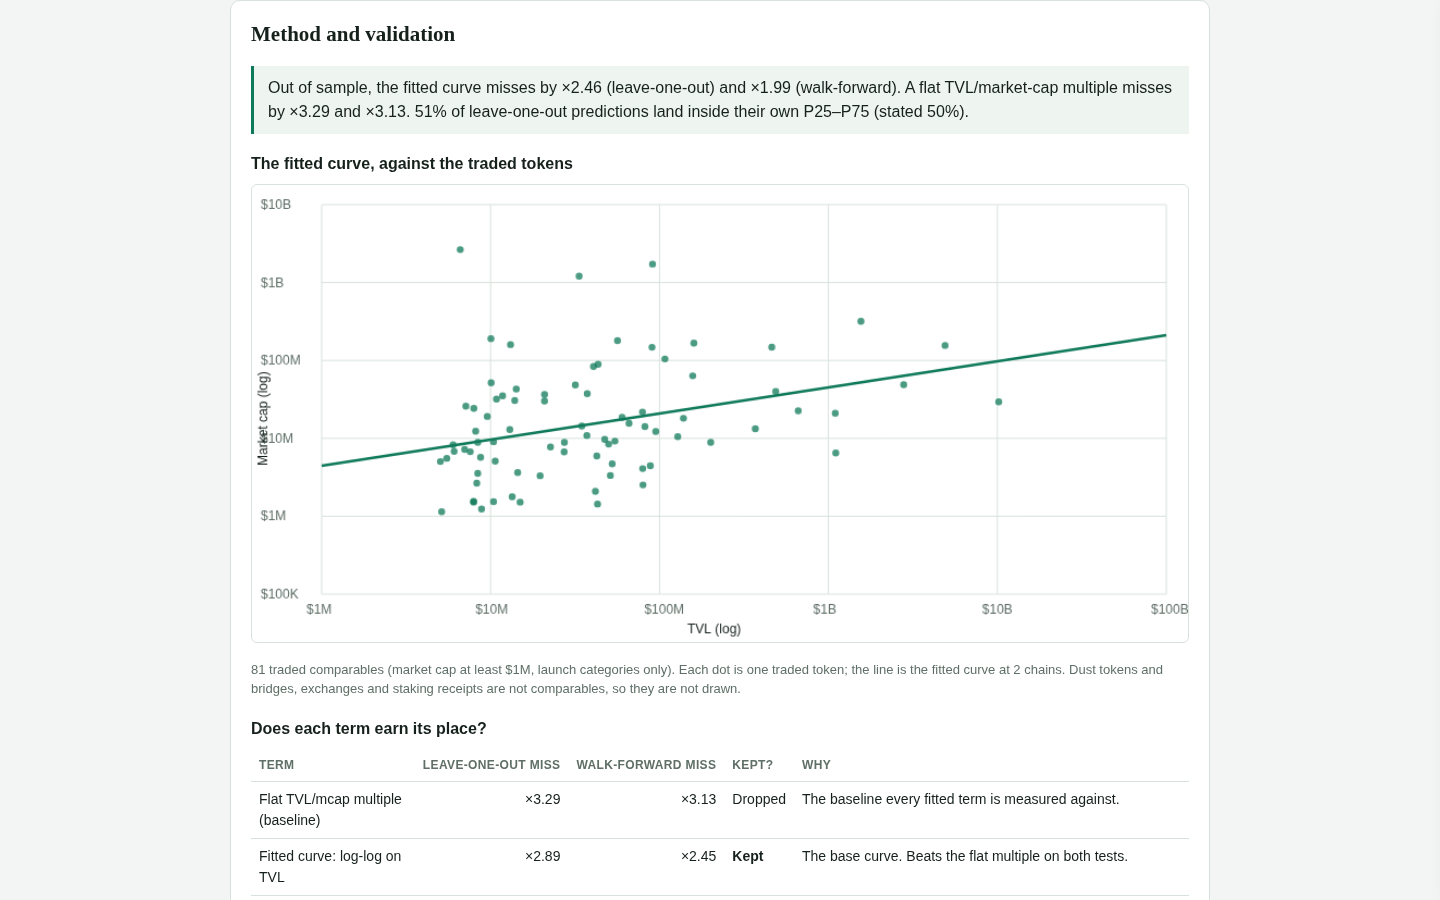 Method and validation
Out of sample, the fitted curve misses by ×2.46 (leave-one-out) and ×1.99 (walk-forward). A flat TVL/market-cap multiple misses
by ×3.29 and ×3.13. 51% of leave-one-out predictions land inside their own P25–P75 (stated 50%).
The fitted curve, against the traded tokens
$10B
$1B
$100M
$10M
$1M
$100K
Market cap (log)
$1M
$10M
$100M
$1B
$10B
$100B
TVL (log)
81 traded comparables (market cap at least $1M, launch categories only). Each dot is one traded token; the line is the fitted curve at 2 chains. Dust tokens and
bridges, exchanges and staking receipts are not comparables, so they are not drawn.
Does each term earn its place?
TERM LEAVE-ONE-OUT MISS WALK-FORWARD MISS KEPT? WHY
Flat TVL/mcap multiple ×3.29 ×3.13 Dropped The baseline every fitted term is measured against.
(baseline)
Fitted curve: log-log on ×2.89 ×2.45 Kept The base curve. Beats the flat multiple on both tests.
TVL